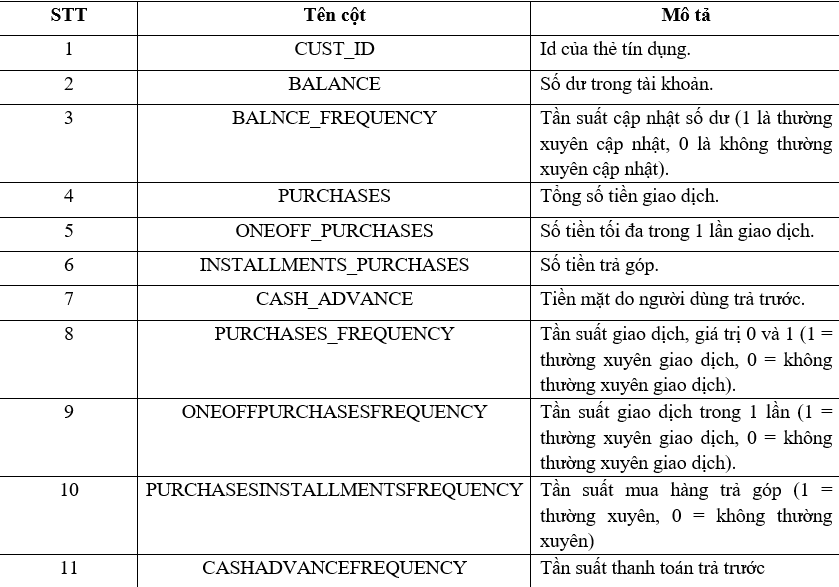 STT Tên cột Mô tả
1 CUST_ID Id của thẻ tín dụng.
2 BALANCE Số dư trong tài khoản.
3 BALNCE_FREQUENCY Tần suất cập nhật số dư (1 là thường
xuyên cập nhật, 0 là không thường
xuyên cập nhật).
4 PURCHASES Tổng số tiền giao dịch.
5 ONEOFF_PURCHASES Số tiền tối đa trong 1 lần giao dịch.
6 INSTALLMENTS_PURCHASES Số tiền trả góp.
7 CASH_ADVANCE Tiền mặt do người dùng trả trước.
8 PURCHASES_FREQUENCY Tần suất giao dịch, giá trị 0 và 1 (1 =
thường xuyên giao dịch, 0 = không
thường xuyên giao dịch).
9 ONEOFFPURCHASESFREQUENCY Tần suất giao dịch trong 1 lần (1 =
thường xuyên giao dịch, 0 = không
thường xuyên giao dịch).
10 PURCHASESINSTALLMENTSFREQUENCY Tần suất mua hàng trả góp (1 =
thường xuyên, 0 = không thường
xuyên)
11 CASHADVANCEFREQUENCY Tần suất thanh toán trả trước